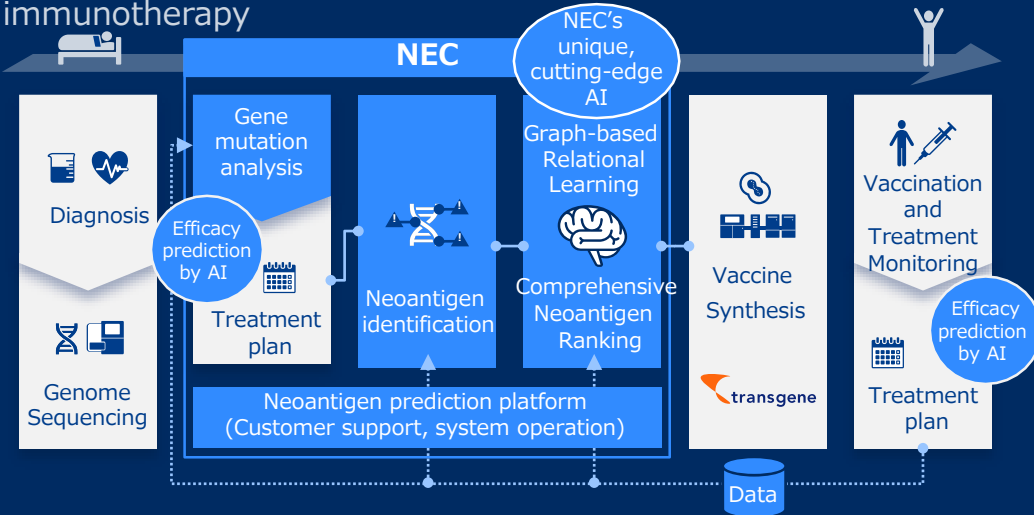 immunotherapy
NEC
NEC's
unique,
cutting-edge
AI
Diagnosis
Genome
Sequencing
Gene
mutation
analysis
Efficacy
prediction
by AI
Treatment
plan
Neoantigen
identification
Graph-based
Relational
Learning
Comprehensive
Neoantigen
Ranking
Neoantigen prediction platform
(Customer support, system operation)
Vaccine
Synthesis
transgene
Vaccination
and
Treatment
Monitoring
Efficacy
prediction
by AI
Treatment
plan
Data